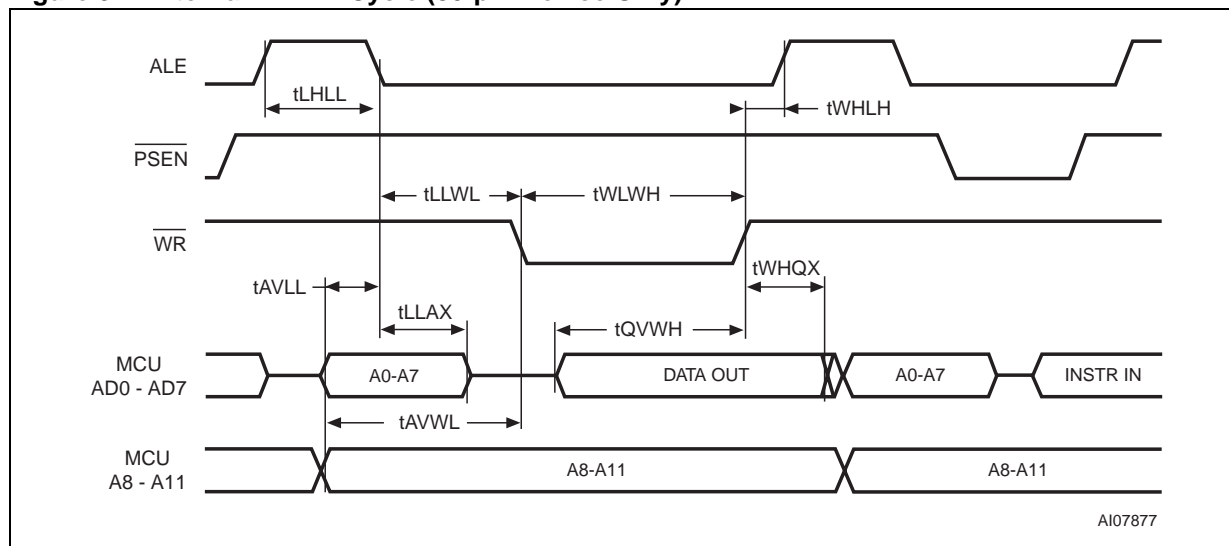 ALE
tLHLL
tWHLH
PSEN
tLLWL
tWLWH
WR
tWHQX
tAVLL
tLLAX
tQVWH
MCU
AD0 - AD7
A0-A7
DATA OUT
A0-A7
INSTR IN
tAVWL
MCU
A8 - A11
A8-A11
A8-A11
AI07877